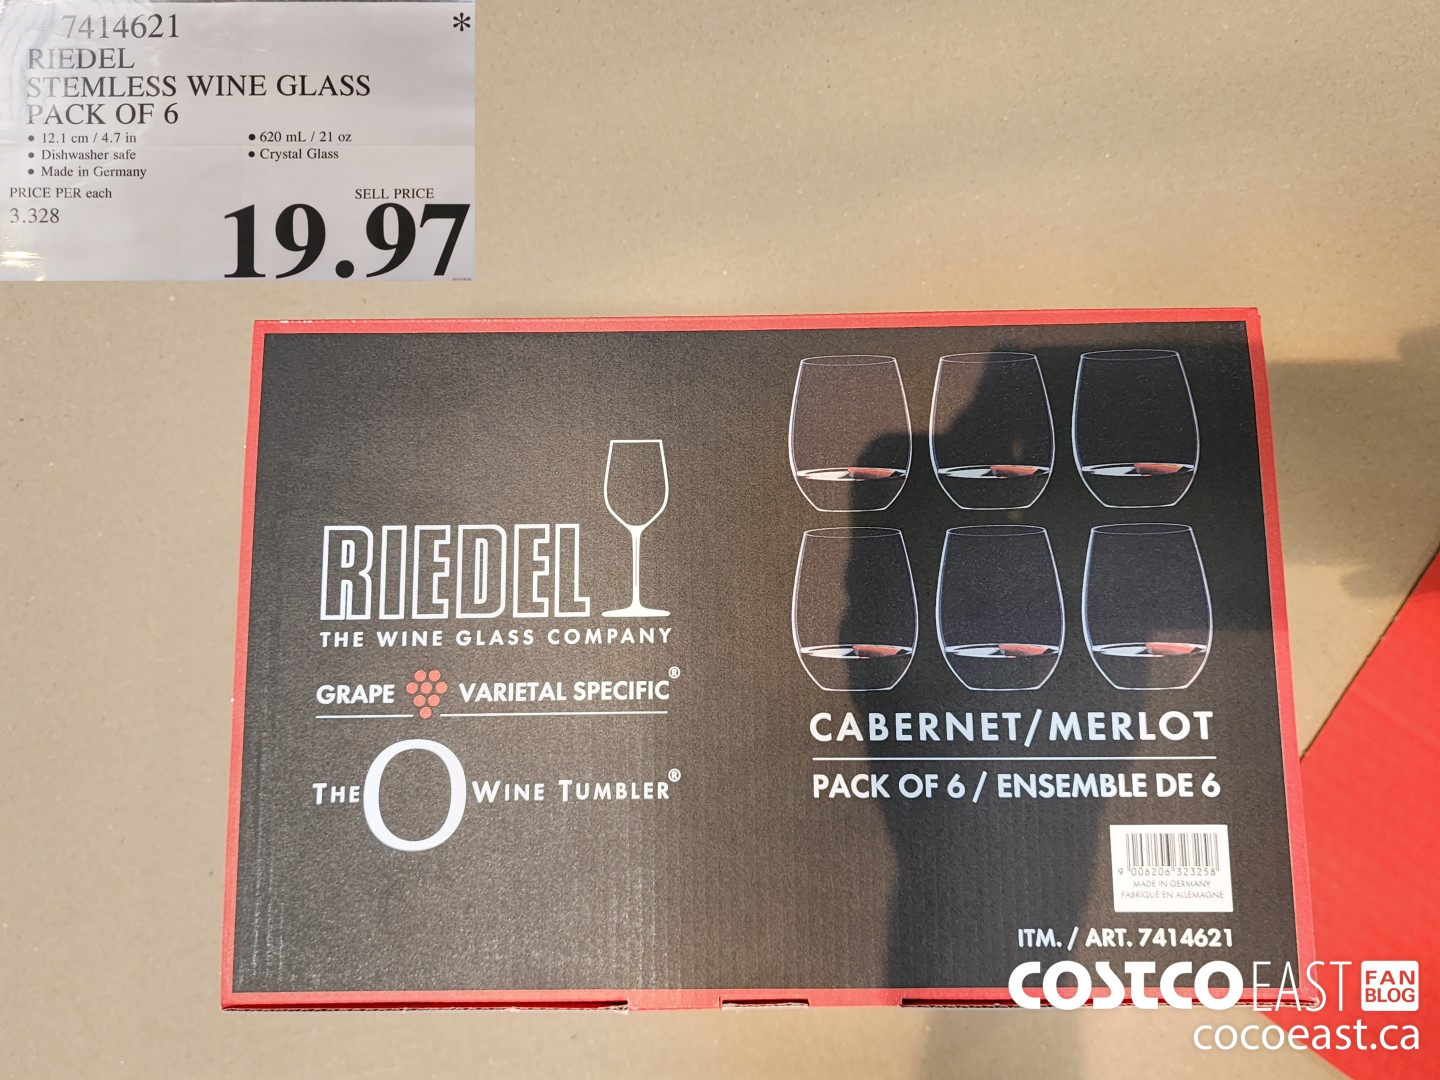 7414621 *
RIEDEL
STEMLESS WINE GLASS
PACK OF 6
• 12.1 cm / 4.7 in
• 620 mL / 21 oz
• Dishwasher safe
• Crystal Glass
• Made in Germany
PRICE PER each
SELL PRICE
3.328
19.97
RIEDEL
THE WINE GLASS COMPANY
GRAPE VARIETAL SPECIFIC®
THE O WINE TUMBLER®
CABERNET/MERLOT
PACK OF 6 / ENSEMBLE DE 6
9 006206 323258
MADE IN GERMANY
FABRIQUÉ EN ALLEMAGNE
ITM. / ART. 7414621
COSTCO EAST FAN BLOG
cocoeast.ca